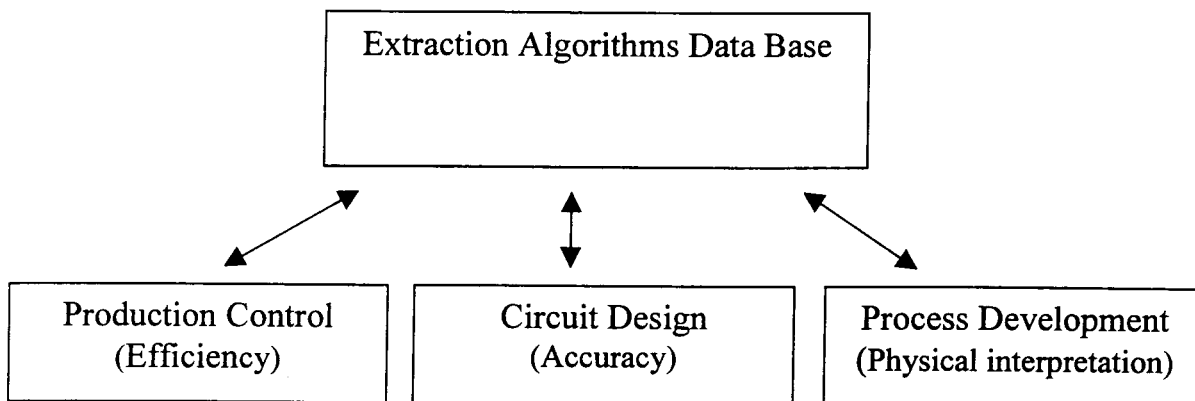 Extraction Algorithms Data Base
Production Control
(Efficiency)
Circuit Design
(Accuracy)
Process Development
(Physical interpretation)